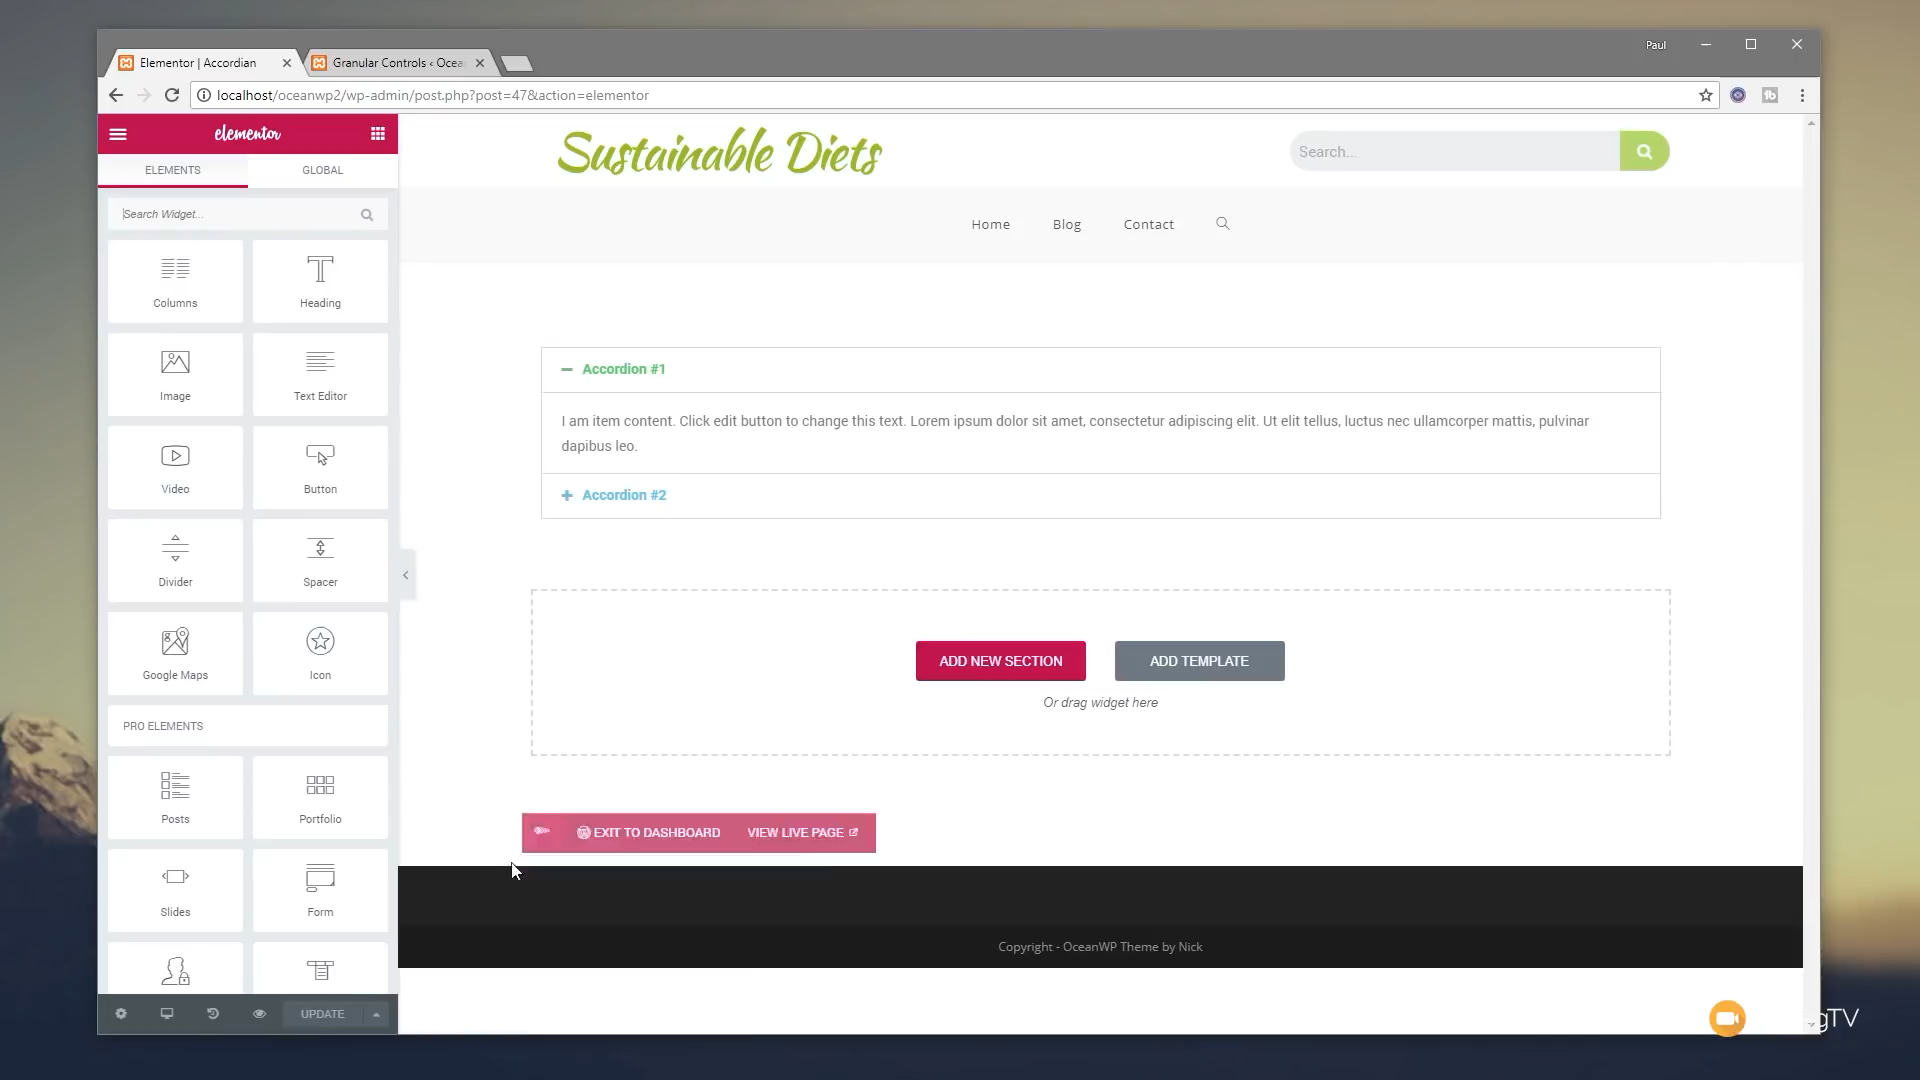 Paul
Elementor | Accordian
Granular Controls ‹ Ocea
localhost/oceanwp2/wp-admin/post.php?post=47&action=elementor
elementor
ELEMENTS
GLOBAL
Search Widget...
Columns
Heading
Image
Text Editor
Video
Button
Divider
Spacer
Google Maps
Icon
PRO ELEMENTS
Posts
Portfolio
Slides
Form
UPDATE
Sustainable Diets
Search...
Home
Blog
Contact
Accordion #1
I am item content. Click edit button to change this text. Lorem ipsum dolor sit amet, consectetur adipiscing elit. Ut elit tellus, luctus nec ullamcorper mattis, pulvinar
dapibus leo.
Accordion #2
ADD NEW SECTION
ADD TEMPLATE
Or drag widget here
EXIT TO DASHBOARD
VIEW LIVE PAGE
Copyright - OceanWP Theme by Nick
gTV